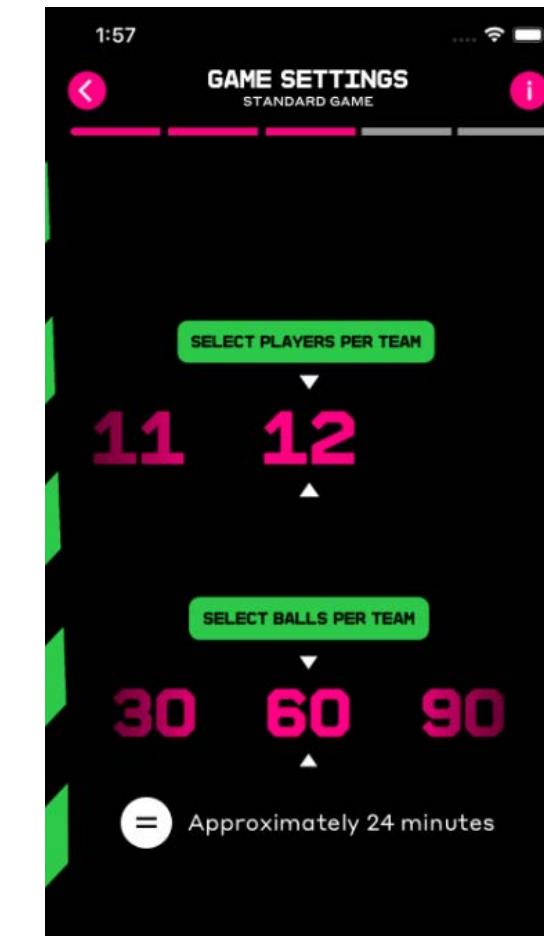 1:57
GAME SETTINGS
STANDARD GAME
i
SELECT PLAYERS PER TEAM
11 12
SELECT BALLS PER TEAM
30 60 90
= Approximately 24 minutes